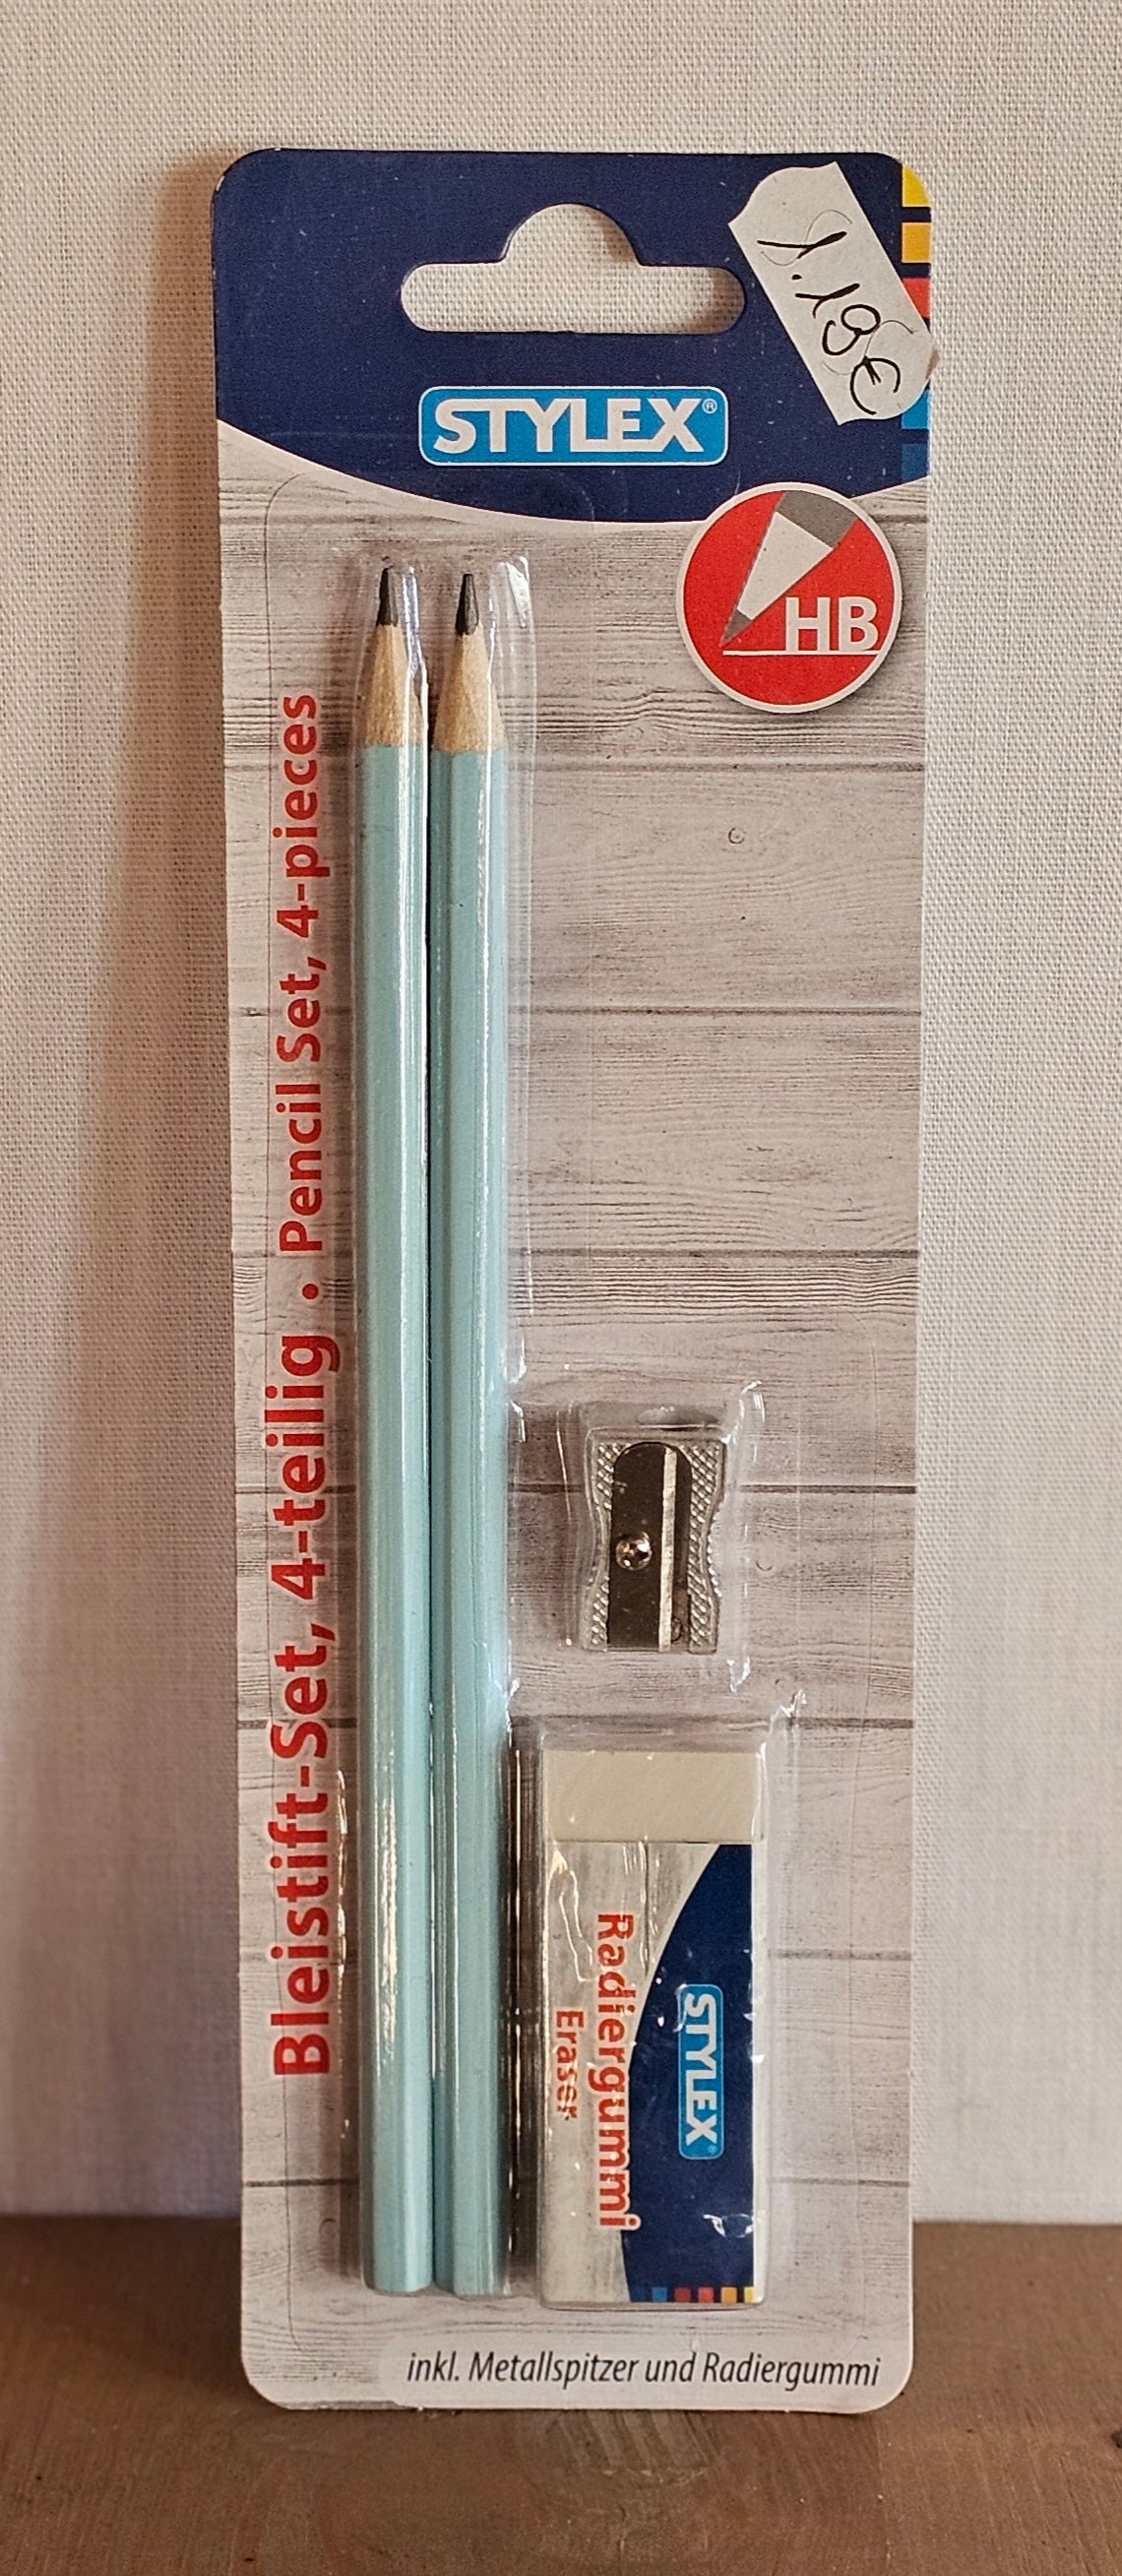 1.19€
STYLEX®
HB
Bleistift-Set, 4-teilig · Pencil Set, 4-pieces
STYLEX®
Radiergummi
Eraser
inkl. Metallspitzer und Radiergummi